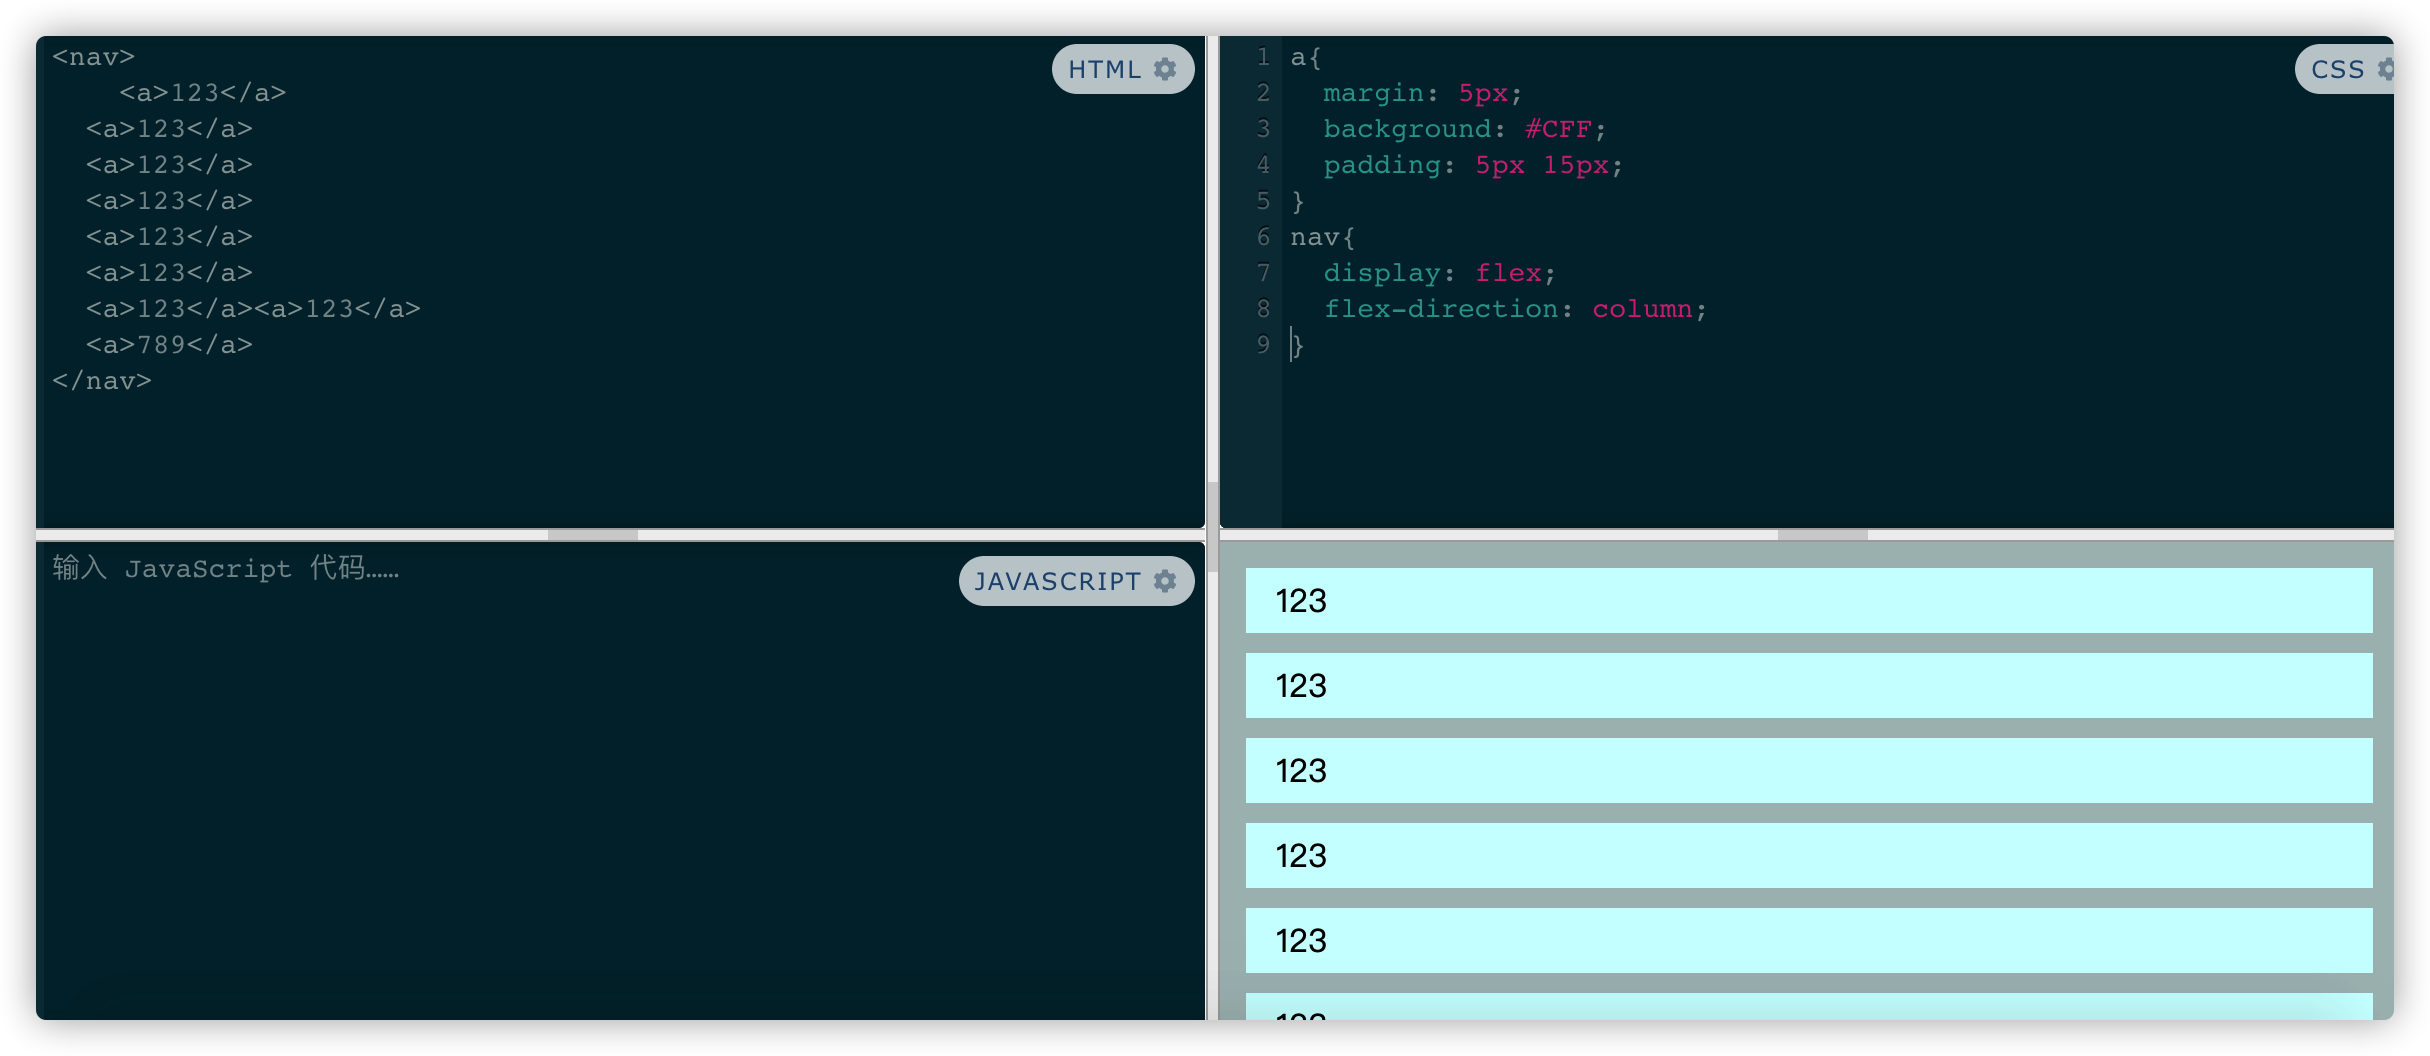 <nav>
    <a>123</a>
  <a>123</a>
  <a>123</a>
  <a>123</a>
  <a>123</a>
  <a>123</a>
  <a>123</a><a>123</a>
  <a>789</a>
</nav>
HTML
1 a{
2   margin: 5px;
3   background: #CFF;
4   padding: 5px 15px;
5 }
6 nav{
7   display: flex;
8   flex-direction: column;
9 }
CSS
输入 JavaScript 代码……
JAVASCRIPT
123
123
123
123
123
123